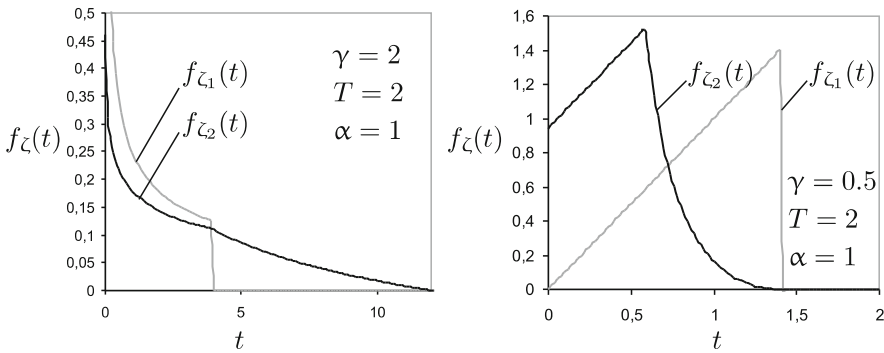 0,5
0,45
0,4
0,35
0,3
0,25
0,2
0,15
0,1
0,05
0
f_ζ(t)
f_ζ₁(t)
f_ζ₂(t)
γ = 2
T = 2
α = 1
0
5
10
t
1,6
1,4
1,2
1
0,8
0,6
0,4
0,2
0
f_ζ(t)
f_ζ₂(t)
f_ζ₁(t)
γ = 0.5
T = 2
α = 1
0
0,5
1
1,5
2
t